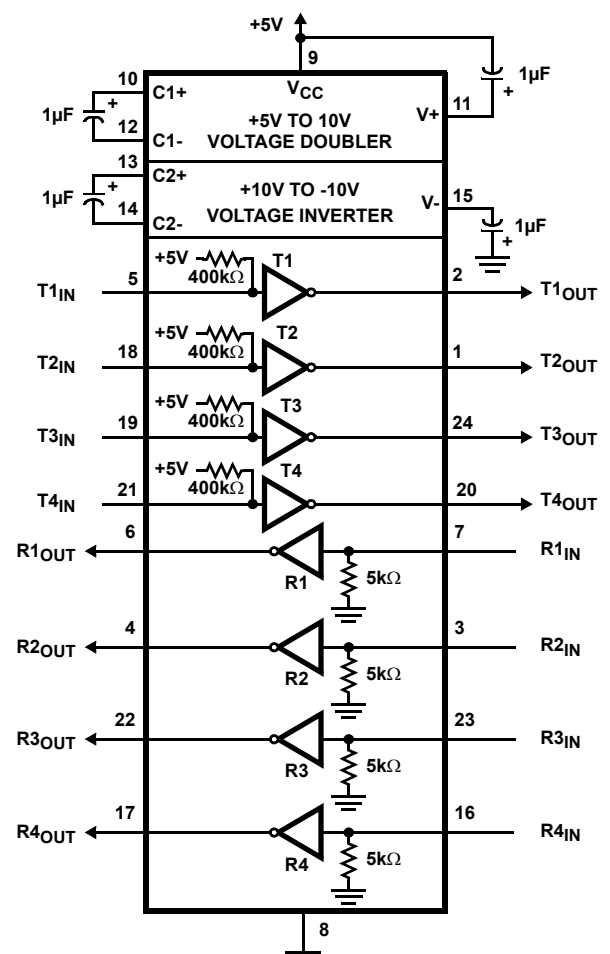 +5V
9
10
1µF
+
12
C1+
C1-
VCC
+5V TO 10V
VOLTAGE DOUBLER
V+
11
1µF
+
13
1µF
+
14
C2+
C2-
+10V TO -10V
VOLTAGE INVERTER
V-
15
1µF
+
T1IN
5
+5V
400kΩ
T1
2
T1OUT
T2IN
18
+5V
400kΩ
T2
1
T2OUT
T3IN
19
+5V
400kΩ
T3
24
T3OUT
T4IN
21
+5V
400kΩ
T4
20
T4OUT
R1OUT
6
R1
5kΩ
7
R1IN
R2OUT
4
R2
5kΩ
3
R2IN
R3OUT
22
R3
5kΩ
23
R3IN
R4OUT
17
R4
5kΩ
16
R4IN
8